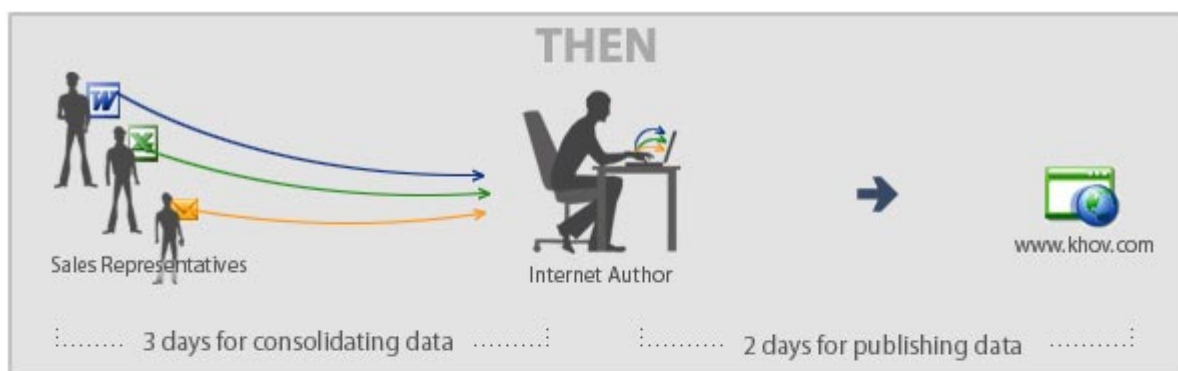 THEN
W
X
Sales Representatives
Internet Author
www.khov.com
3 days for consolidating data
2 days for publishing data